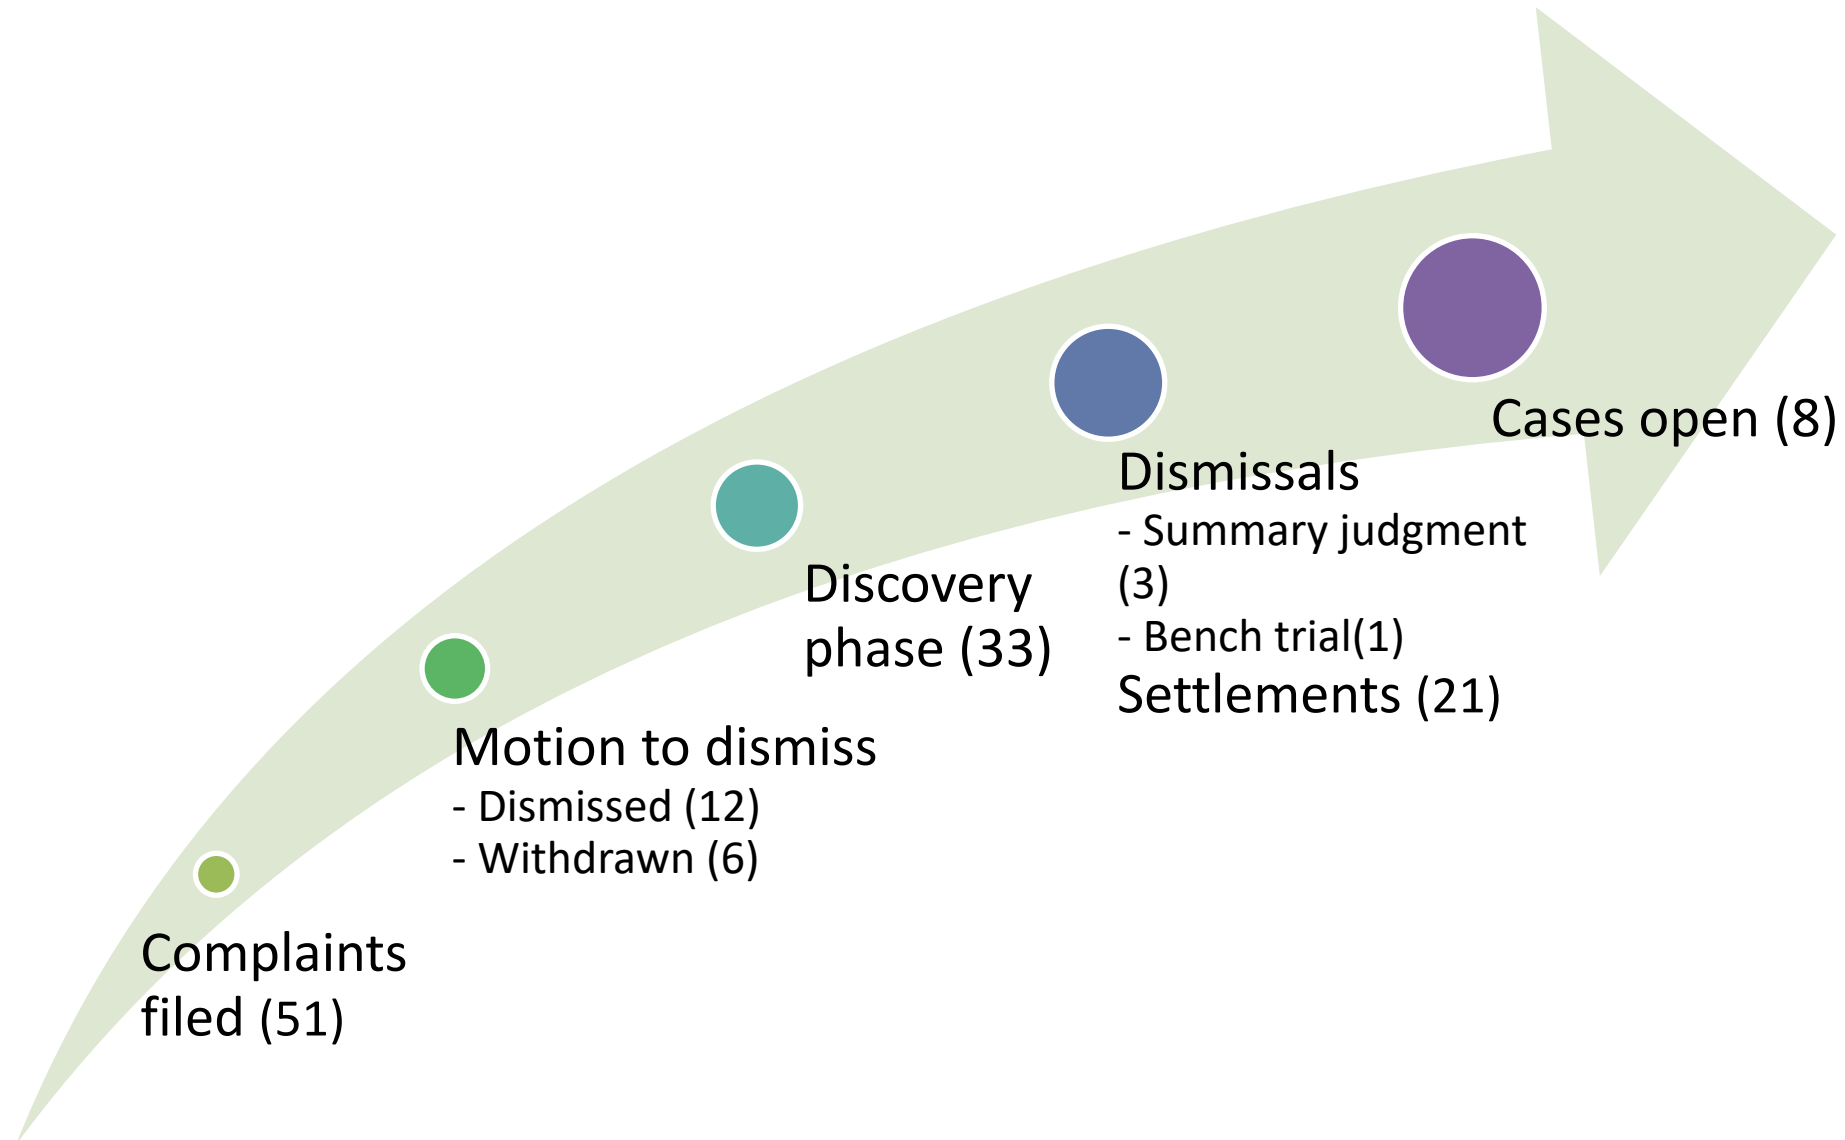 Complaints
filed (51)
Motion to dismiss
- Dismissed (12)
- Withdrawn (6)
Discovery
phase (33)
Dismissals
- Summary judgment
(3)
- Bench trial(1)
Settlements (21)
Cases open (8)